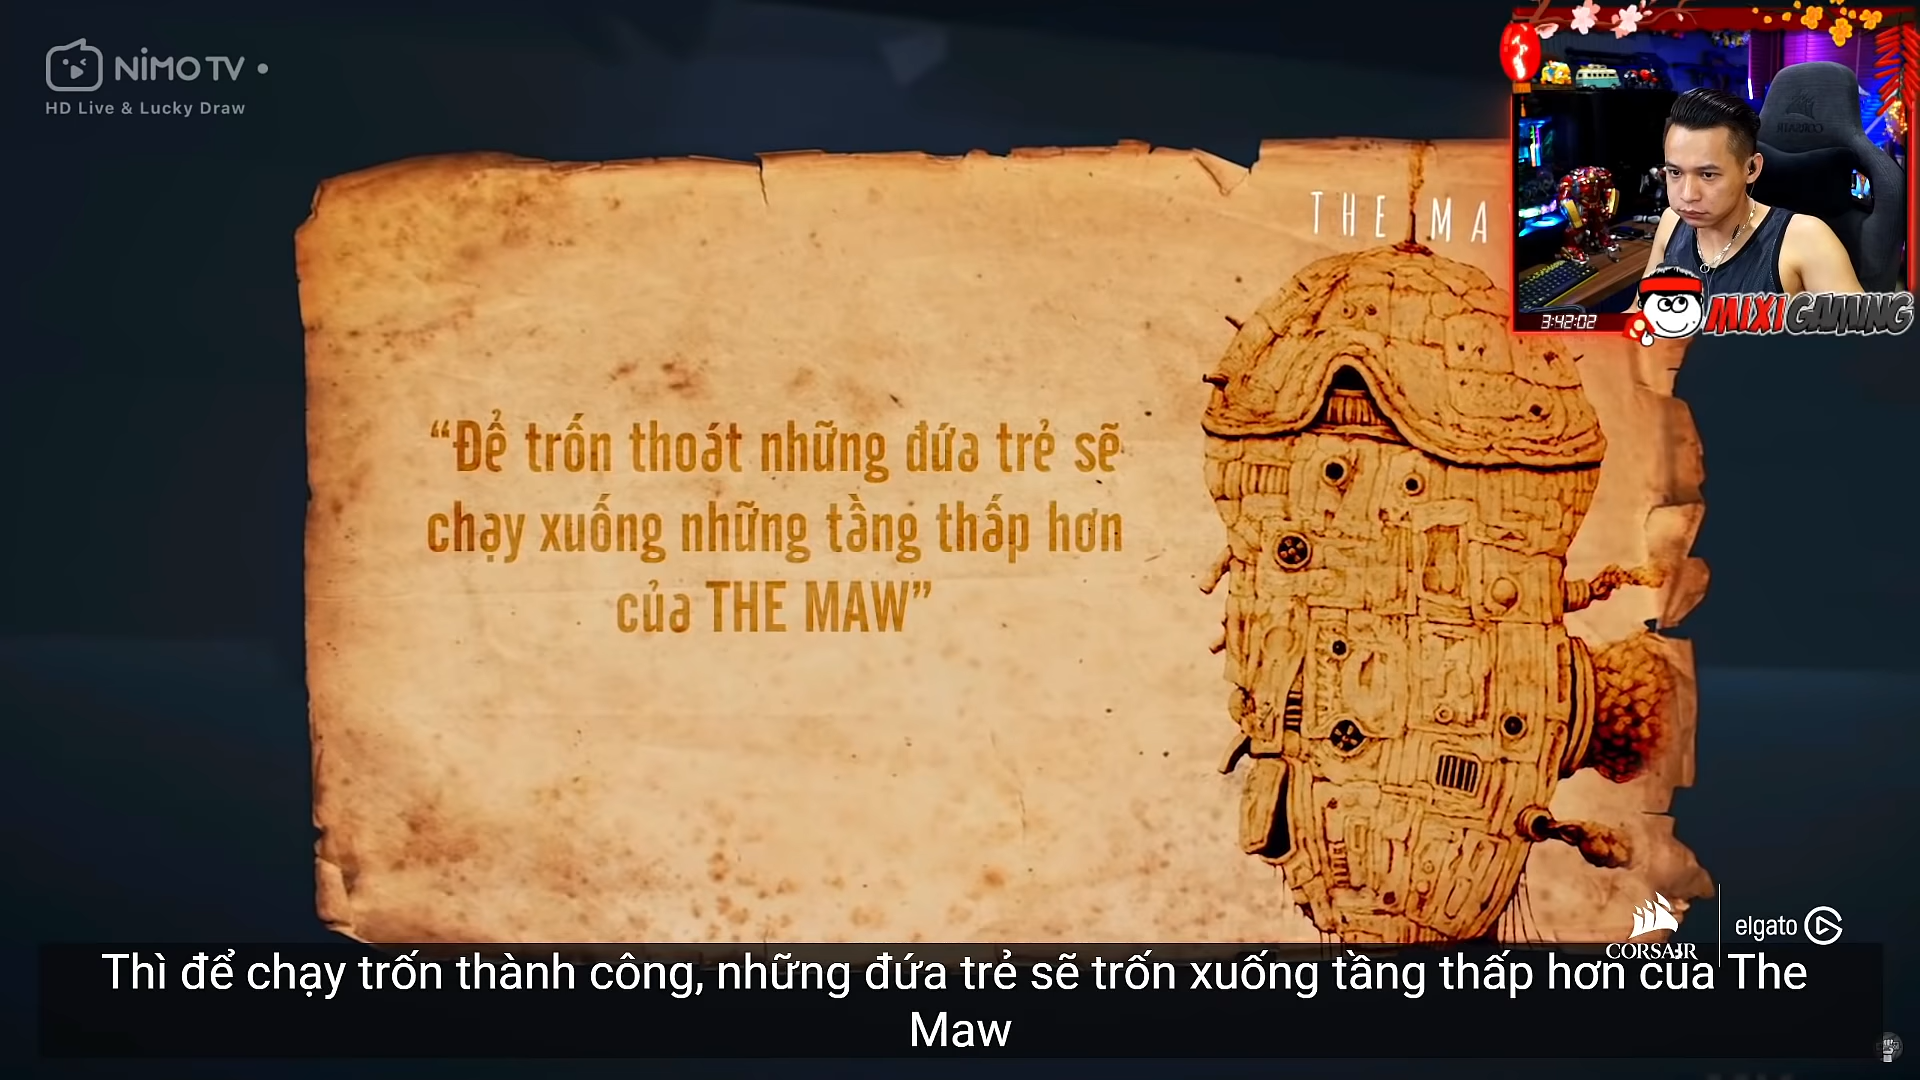 NIMO TV
HD Live & Lucky Draw
THE MA
3:42:02
MIXIGAMING
“Để trốn thoát những đứa trẻ sẽ
chạy xuống những tầng thấp hơn
của THE MAW”
CORSAIR
elgato
Thì để chạy trốn thành công, những đứa trẻ sẽ trốn xuống tầng thấp hơn của The
Maw